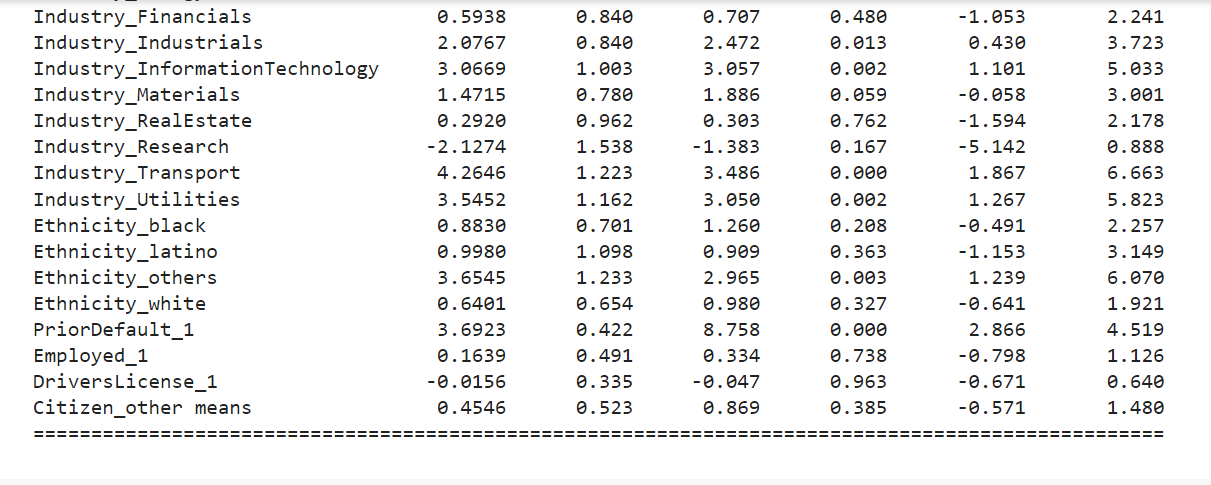 Industry_Financials 0.5938 0.840 0.707 0.480 -1.053 2.241
Industry_Industrials 2.0767 0.840 2.472 0.013 0.430 3.723
Industry_InformationTechnology 3.0669 1.003 3.057 0.002 1.101 5.033
Industry_Materials 1.4715 0.780 1.886 0.059 -0.058 3.001
Industry_RealEstate 0.2920 0.962 0.303 0.762 -1.594 2.178
Industry_Research -2.1274 1.538 -1.383 0.167 -5.142 0.888
Industry_Transport 4.2646 1.223 3.486 0.000 1.867 6.663
Industry_Utilities 3.5452 1.162 3.050 0.002 1.267 5.823
Ethnicity_black 0.8830 0.701 1.260 0.208 -0.491 2.257
Ethnicity_latino 0.9980 1.098 0.909 0.363 -1.153 3.149
Ethnicity_others 3.6545 1.233 2.965 0.003 1.239 6.070
Ethnicity_white 0.6401 0.654 0.980 0.327 -0.641 1.921
PriorDefault_1 3.6923 0.422 8.758 0.000 2.866 4.519
Employed_1 0.1639 0.491 0.334 0.738 -0.798 1.126
DriversLicense_1 -0.0156 0.335 -0.047 0.963 -0.671 0.640
Citizen_other means 0.4546 0.523 0.869 0.385 -0.571 1.480
==================================================================================================